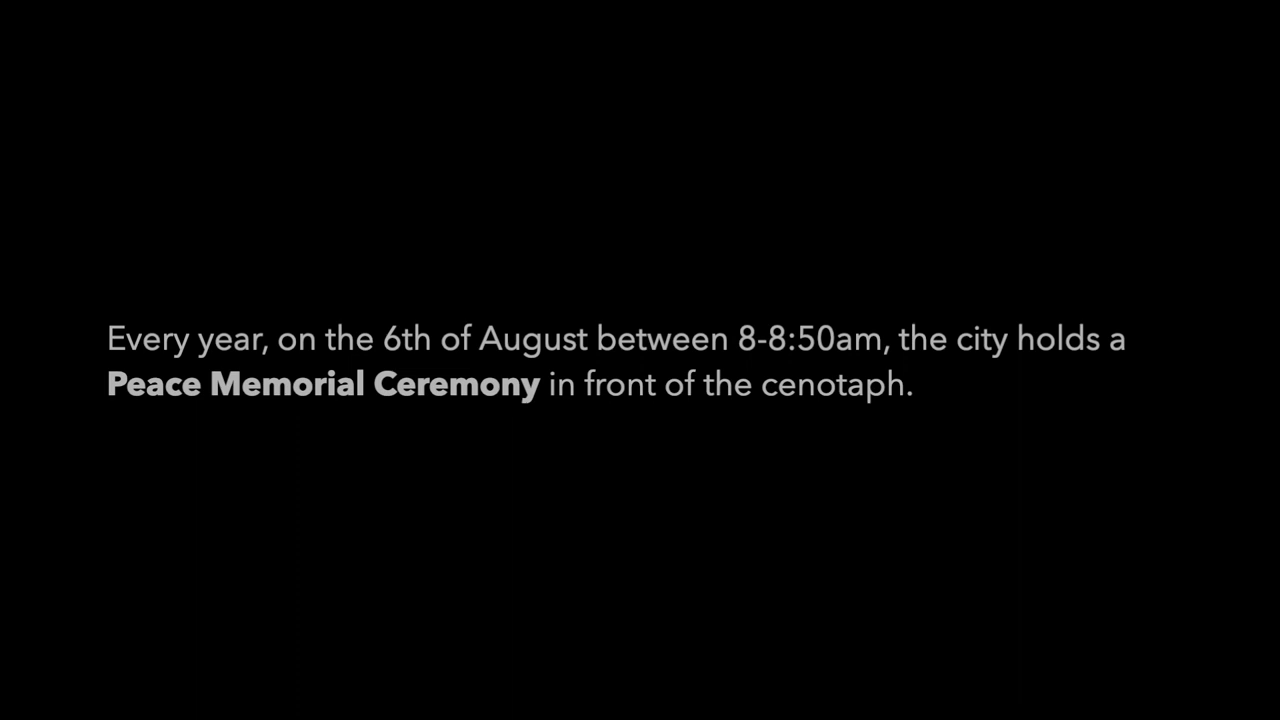 Every year, on the 6th of August between 8-8:50am, the city holds a
Peace Memorial Ceremony in front of the cenotaph.